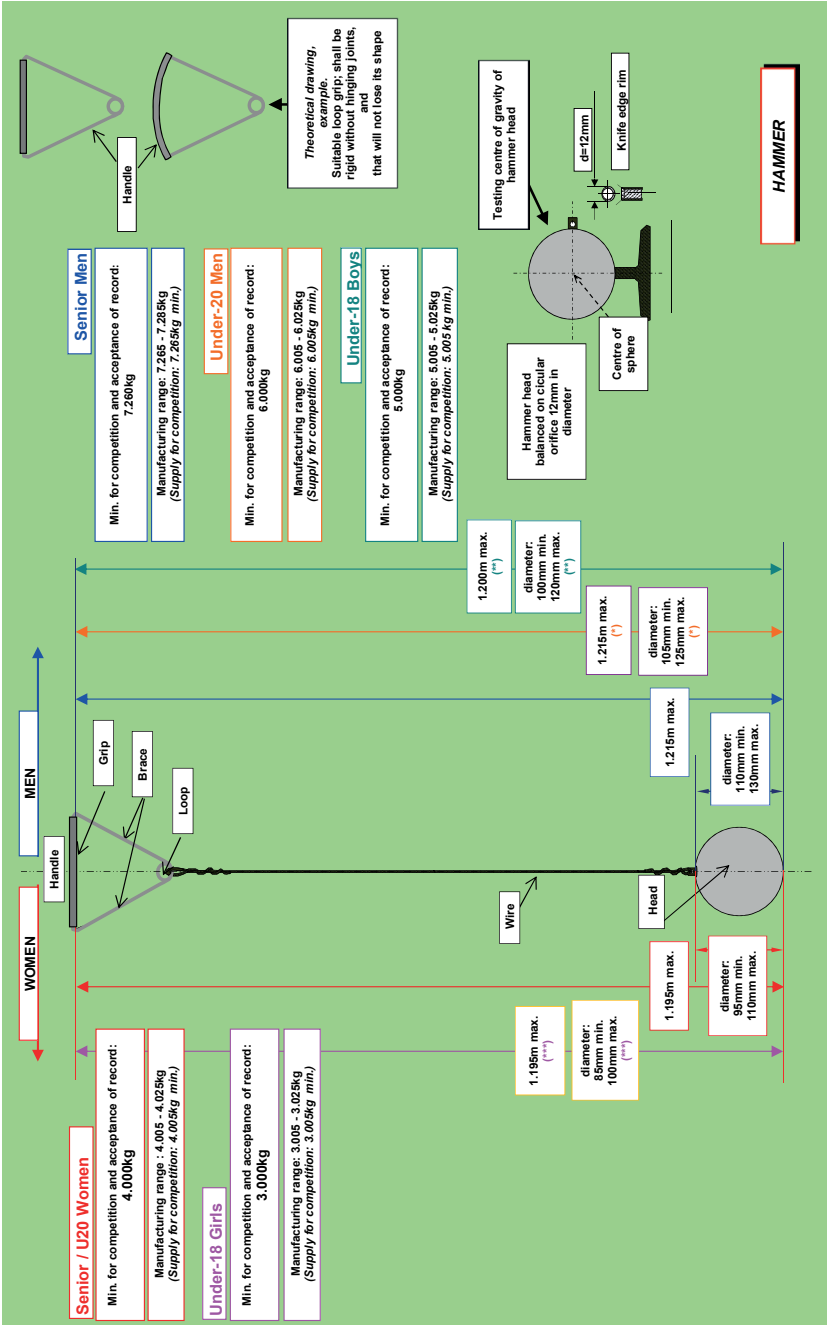 WOMEN
MEN
Senior / U20 Women
Min. for competition and acceptance of record:
4.000kg
Manufacturing range : 4.005 - 4.025kg
(Supply for competition: 4.005kg  min.)
Under-18 Girls
Min. for competition and acceptance of record:
3.000kg
Manufacturing range: 3.005 - 3.025kg
(Supply for competition: 3.005kg  min.)
1.195m max.
(***)
diameter:
85mm min.
100mm max.
(***)
1.195m max.
diameter:
95mm min.
110mm max.
Handle
Grip
Brace
Loop
Wire
Head
1.215m max.
diameter:
110mm min.
130mm max.
1.215m max.
(*)
diameter:
105mm min.
125mm max.
(*)
1.200m max.
(**)
diameter:
100mm min.
120mm max.
(**)
Senior Men
Min. for competition and acceptance of record:
7.260kg
Manufacturing range: 7.265 - 7.285kg
(Supply for competition: 7.265kg  min.)
Under-20 Men
Min. for competition and acceptance of record:
6.000kg
Manufacturing range: 6.005 - 6.025kg
(Supply for competition: 6.005kg  min.)
Under-18 Boys
Min. for competition and acceptance of record:
5.000kg
Manufacturing range: 5.005 - 5.025kg
(Supply for competition: 5.005 kg min.)
Handle
Theoretical drawing,
example.
Suitable loop grip; shall be
rigid without hinging joints,
and
that will not lose its shape
Hammer head
balanced on cicular
orifice 12mm in
diameter
Centre of
sphere
Testing centre of gravity of
hammer head
d=12mm
Knife edge rim
HAMMER